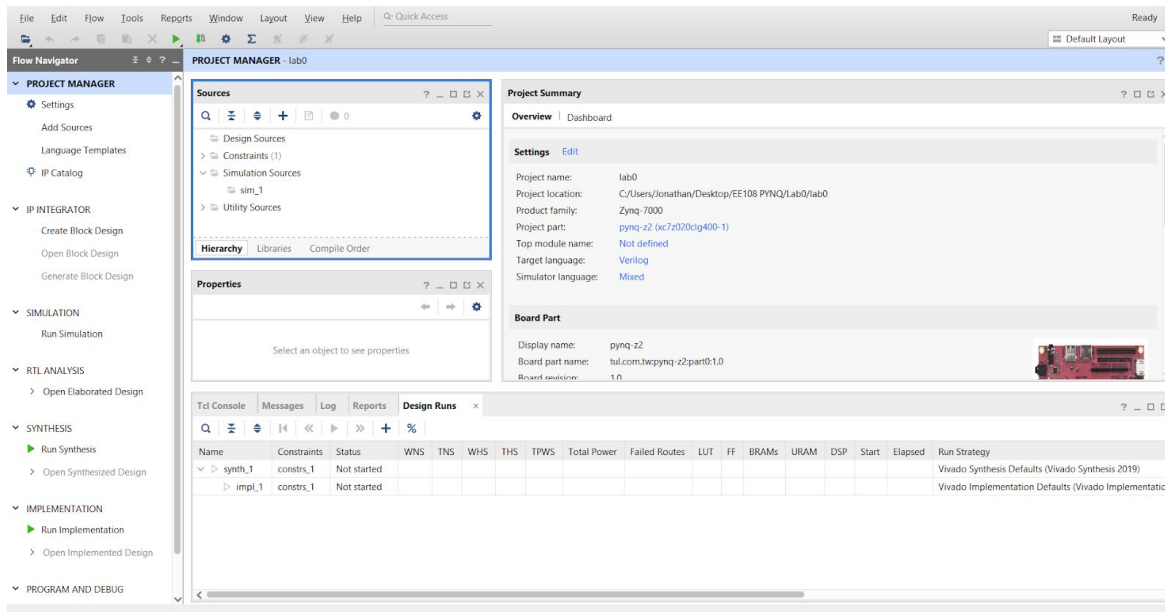 File Edit Flow Tools Reports Window Layout View Help Quick Access Ready
Default Layout
Flow Navigator
PROJECT MANAGER
Settings
Add Sources
Language Templates
IP Catalog
IP INTEGRATOR
Create Block Design
Open Block Design
Generate Block Design
SIMULATION
Run Simulation
RTL ANALYSIS
Open Elaborated Design
SYNTHESIS
Run Synthesis
Open Synthesized Design
IMPLEMENTATION
Run Implementation
Open Implemented Design
PROGRAM AND DEBUG
PROJECT MANAGER - lab0
Sources
0
Design Sources
Constraints (1)
Simulation Sources
sim_1
Utility Sources
Hierarchy Libraries Compile Order
Properties
Select an object to see properties
Project Summary
Overview Dashboard
Settings Edit
Project name: lab0
Project location: C:/Users/Jonathan/Desktop/EE108 PYNQ/Lab0/lab0
Product family: Zynq-7000
Project part: pynq-z2 (xc7z020clg400-1)
Top module name: Not defined
Target language: Verilog
Simulator language: Mixed
Board Part
Display name: pynq-z2
Board part name: tul.com.tw:pynq-z2:part0:1.0
Board revision: 1.0
Tcl Console Messages Log Reports Design Runs
Name Constraints Status WNS TNS WHS THS TPWS Total Power Failed Routes LUT FF BRAMs URAM DSP Start Elapsed Run Strategy
synth_1 constrs_1 Not started Vivado Synthesis Defaults (Vivado Synthesis 2019)
impl_1 constrs_1 Not started Vivado Implementation Defaults (Vivado Implementatio